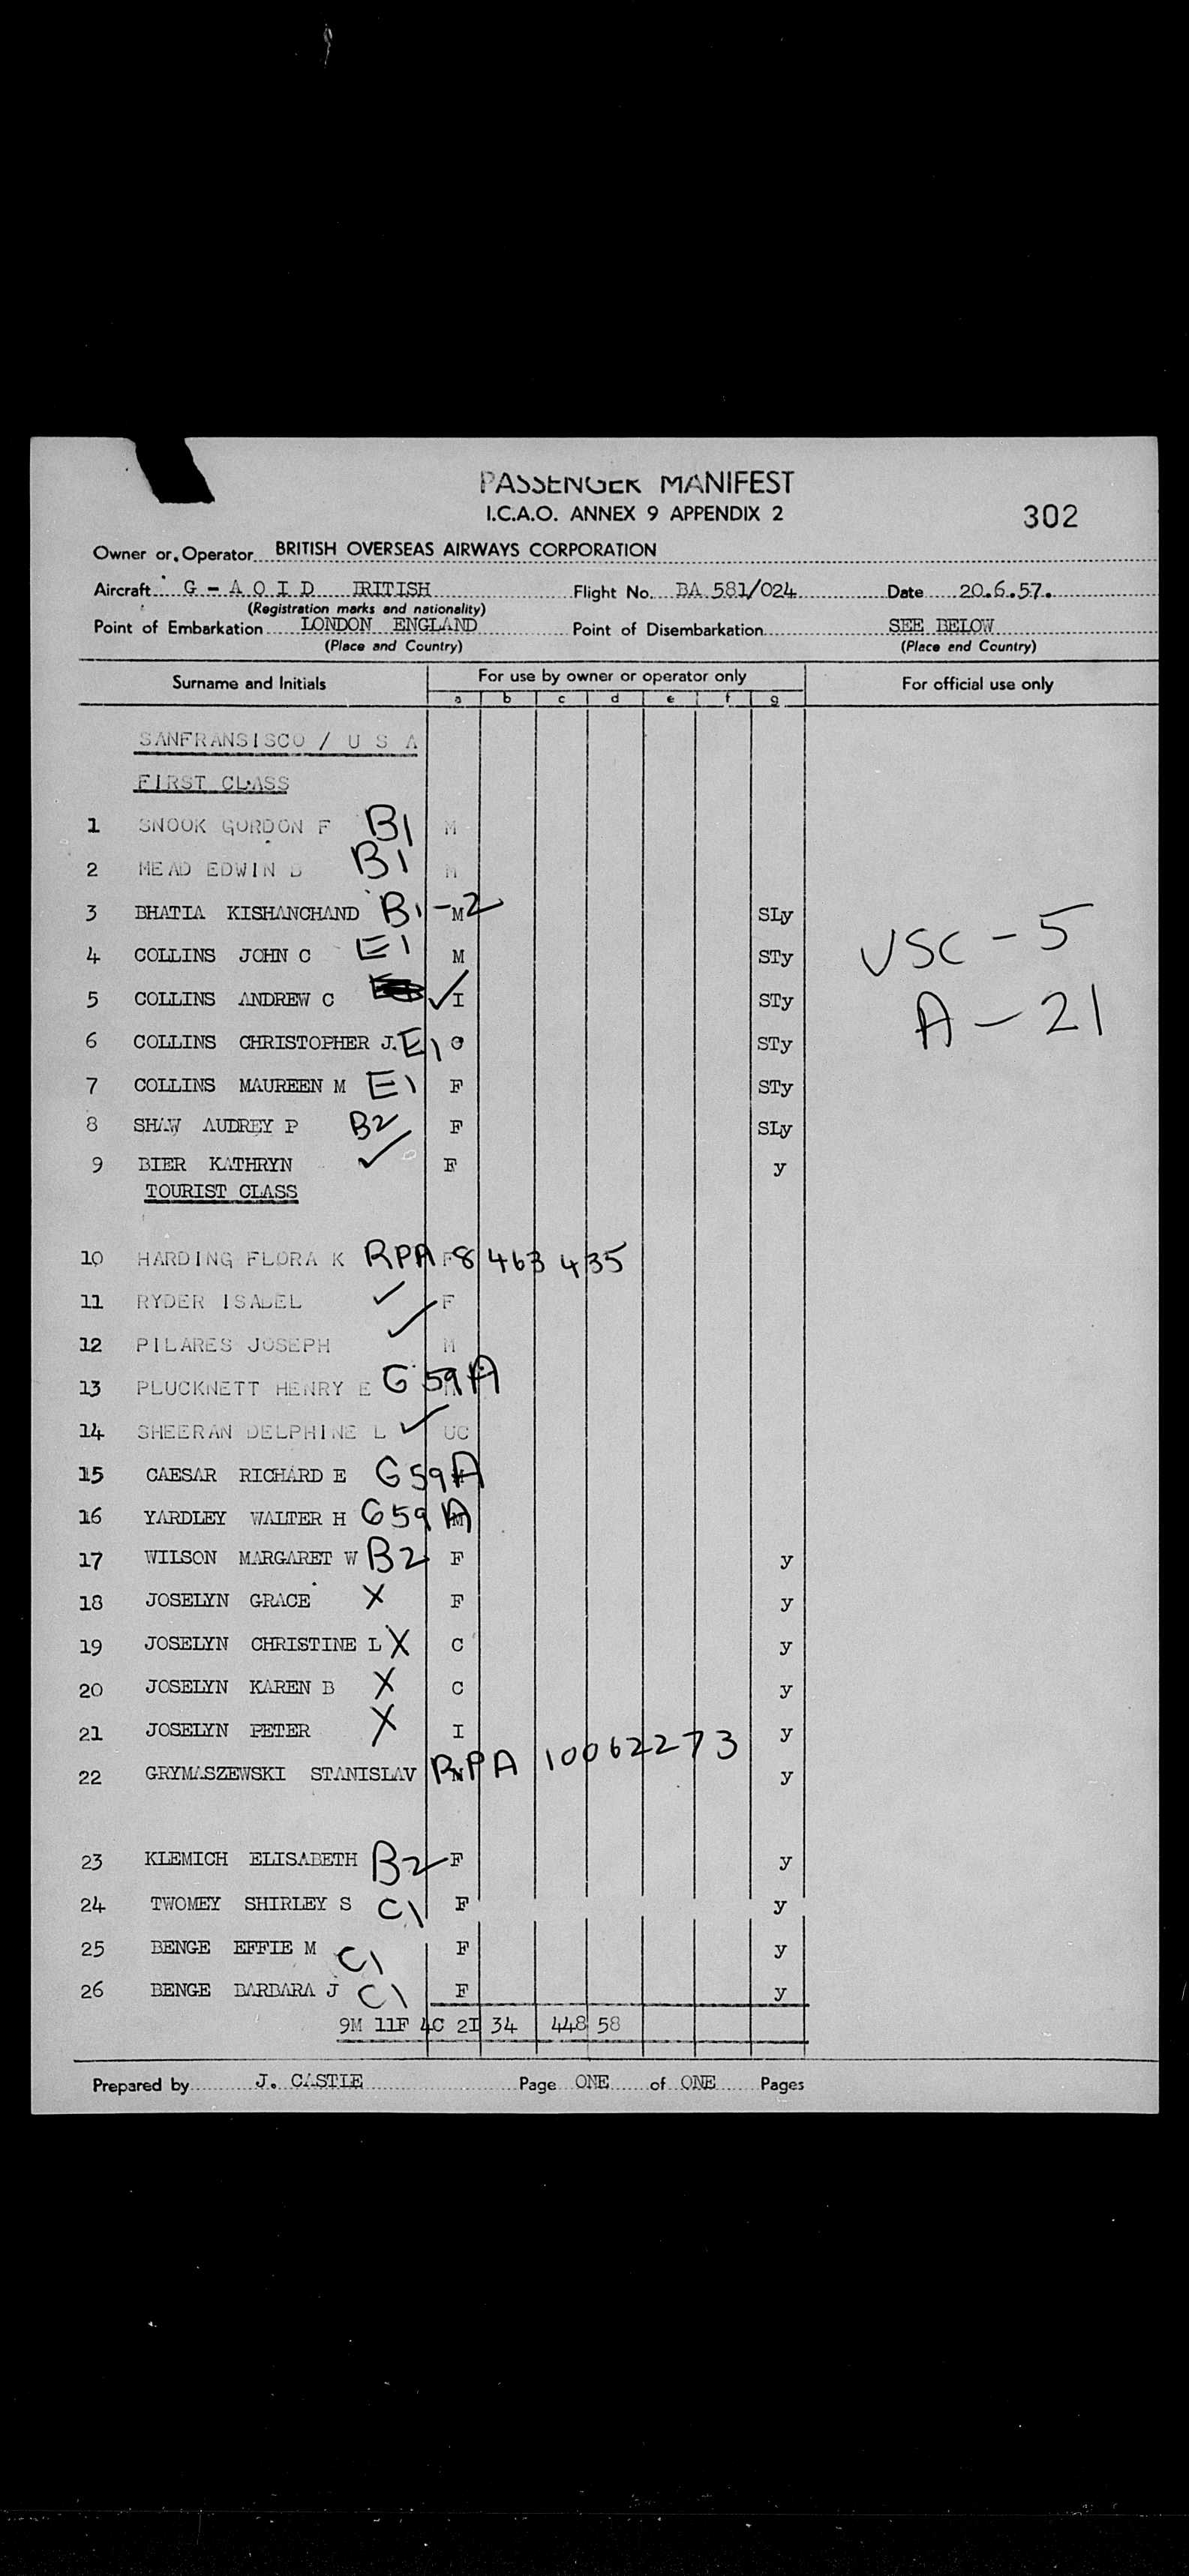 PASSENGER MANIFEST
I.C.A.O. ANNEX 9 APPENDIX 2
302
Owner or Operator BRITISH OVERSEAS AIRWAYS CORPORATION
Aircraft G - A O I D IRITISH Flight No. BA 581/024 Date 20.6.57.
(Registration marks and nationality)
Point of Embarkation LONDON ENGLAND Point of Disembarkation SEE BELOW
(Place and Country) (Place and Country)
Surname and Initials For use by owner or operator only For official use only
a b c d e f g
SANFRANSISCO / U S A
FIRST CLASS
1 SNOOK GORDON F B1 M
2 MEAD EDWIN D B1 M
3 BHATIA KISHANCHAND B1-2 M SLy
VSC - 5
4 COLLINS JOHN C E1 M STy
5 COLLINS ANDREW C ✓ I STy
A - 21
6 COLLINS CHRISTOPHER J. E1 C STy
7 COLLINS MAUREEN M E1 F STy
8 SHAW AUDREY P B2 F SLy
9 BIER KATHRYN ✓ F y
TOURIST CLASS
10 HARDING FLORA K RPA F 8 463 435
11 RYDER ISABEL ✓ F
12 PILARES JOSEPH ✓ M
13 PLUCKNETT HENRY E G 59 A
14 SHEERAN DELPHINE L ✓ UC
15 CAESAR RICHARD E G 59 A
16 YARDLEY WALTER H G 59 A M
17 WILSON MARGARET W B2 F y
18 JOSELYN GRACE X F y
19 JOSELYN CHRISTINE L X C y
20 JOSELYN KAREN B X C y
21 JOSELYN PETER X I y
22 GRYMASZEWSKI STANISLAV RPA 10062273 M y
23 KLEMICH ELISABETH B2 F y
24 TWOMEY SHIRLEY S C1 F y
25 BENGE EFFIE M C1 F y
26 BENGE BARBARA J C1 F y
9M 11F 4C 2I 34 448 58
Prepared by J. CASTLE Page ONE of ONE Pages